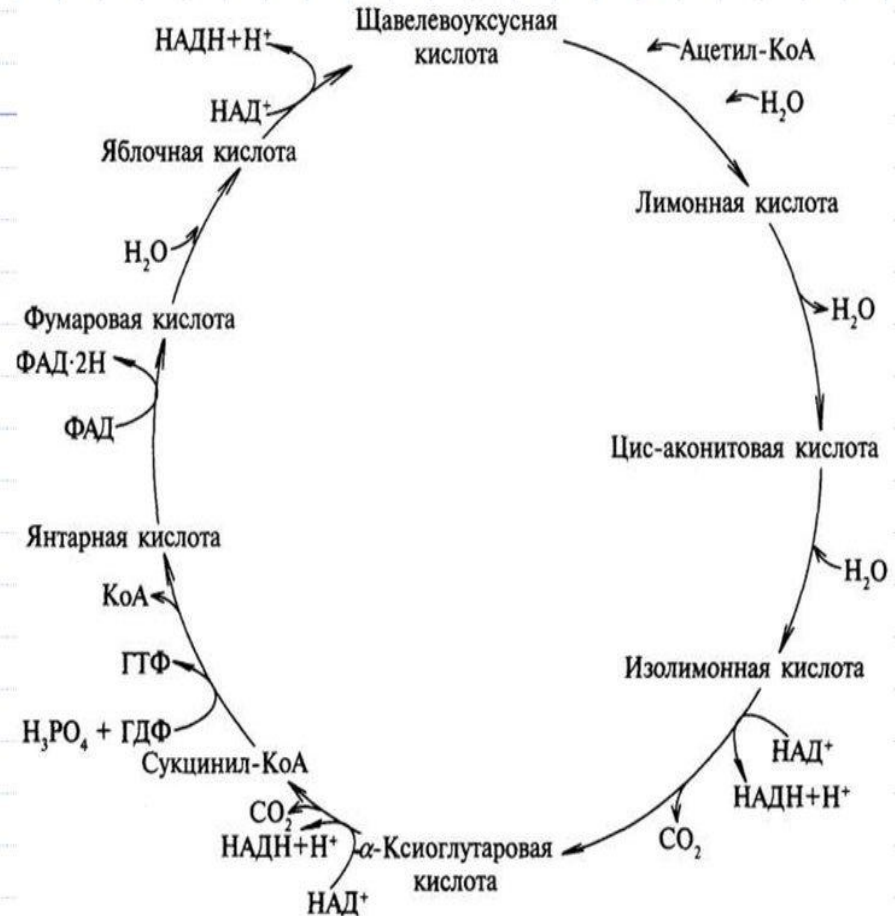 Щавелевоуксусная
кислота
Ацетил-КоА
H₂O
Лимонная кислота
H₂O
Цис-аконитовая кислота
H₂O
Изолимонная кислота
НАД⁺
НАДН+Н⁺
CO₂
α-Ксиоглутаровая
кислота
НАД⁺
НАДН+Н⁺
CO₂
Сукцинил-КоА
H₃PO₄ + ГДФ
ГТФ
КоА
Янтарная кислота
ФАД
ФАД·2Н
Фумаровая кислота
H₂O
Яблочная кислота
НАД⁺
НАДН+Н⁺